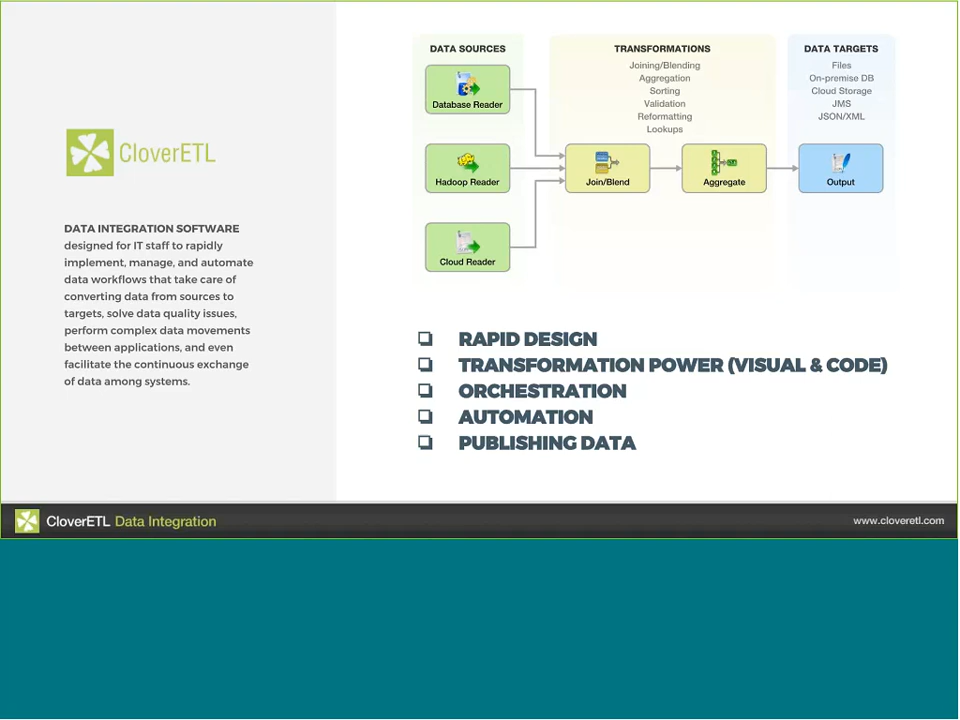 CloverETL
DATA INTEGRATION SOFTWARE
designed for IT staff to rapidly
implement, manage, and automate
data workflows that take care of
converting data from sources to
targets, solve data quality issues,
perform complex data movements
between applications, and even
facilitate the continuous exchange
of data among systems.
DATA SOURCES
Database Reader
Hadoop Reader
Cloud Reader
TRANSFORMATIONS
Joining/Blending
Aggregation
Sorting
Validation
Reformatting
Lookups
Join/Blend
Aggregate
DATA TARGETS
Files
On-premise DB
Cloud Storage
JMS
JSON/XML
Output
RAPID DESIGN
TRANSFORMATION POWER (VISUAL & CODE)
ORCHESTRATION
AUTOMATION
PUBLISHING DATA
CloverETL Data Integration
www.cloveretl.com